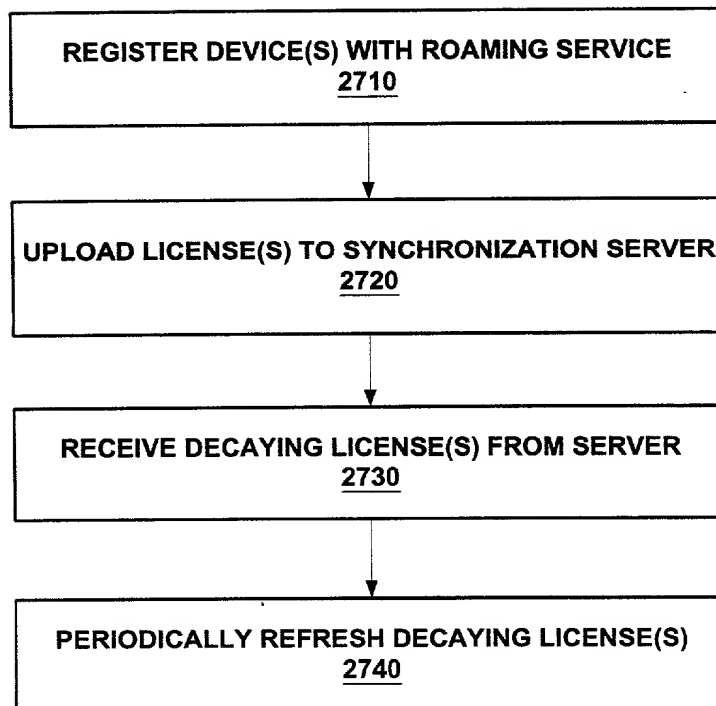 REGISTER DEVICE(S) WITH ROAMING SERVICE
2710
UPLOAD LICENSE(S) TO SYNCHRONIZATION SERVER
2720
RECEIVE DECAYING LICENSE(S) FROM SERVER
2730
PERIODICALLY REFRESH DECAYING LICENSE(S)
2740